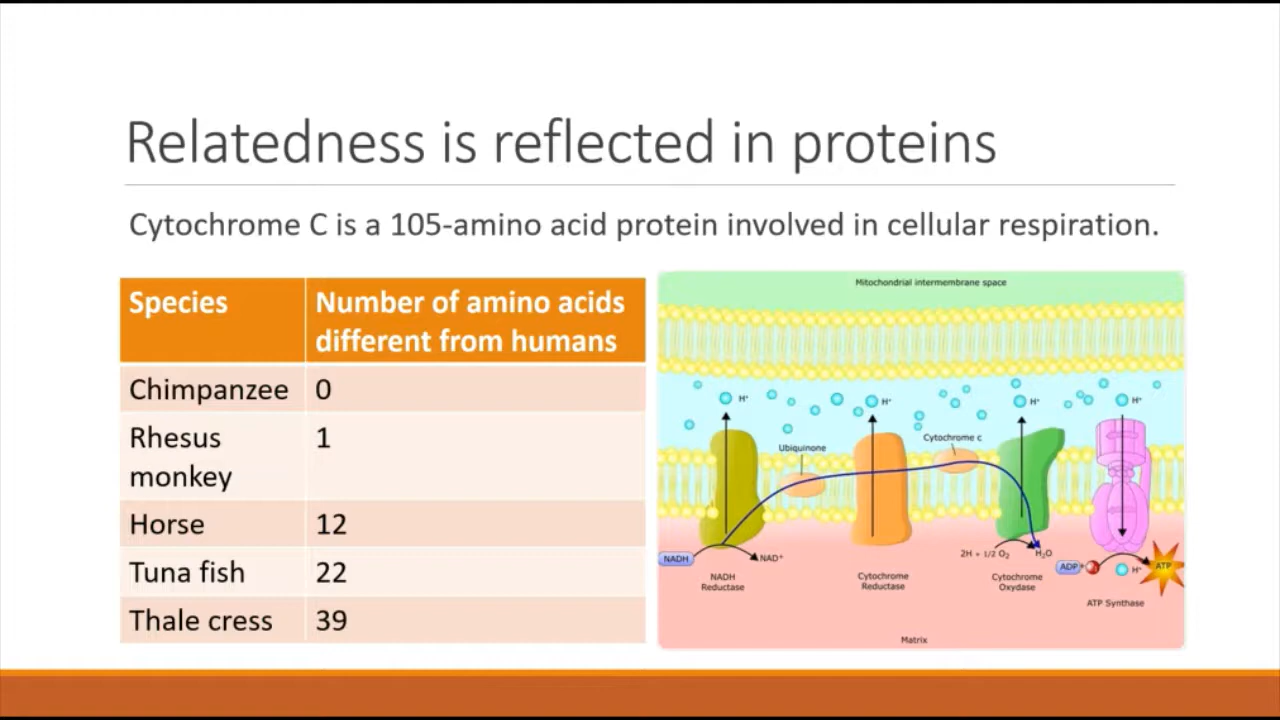 Relatedness is reflected in proteins
Cytochrome C is a 105-amino acid protein involved in cellular respiration.
Species
Number of amino acids
different from humans
Chimpanzee 0
Rhesus
monkey
1
Horse 12
Tuna fish 22
Thale cress 39
Mitochondrial intermembrane space
H⁺
H⁺
H⁺
H⁺
Ubiquinone
Cytochrome c
NADH
NAD⁺
2H + 1/2 O₂
H₂O
ADP
H⁺
ATP
NADH
Reductase
Cytochrome
Reductase
Cytochrome
Oxydase
ATP Synthase
Matrix